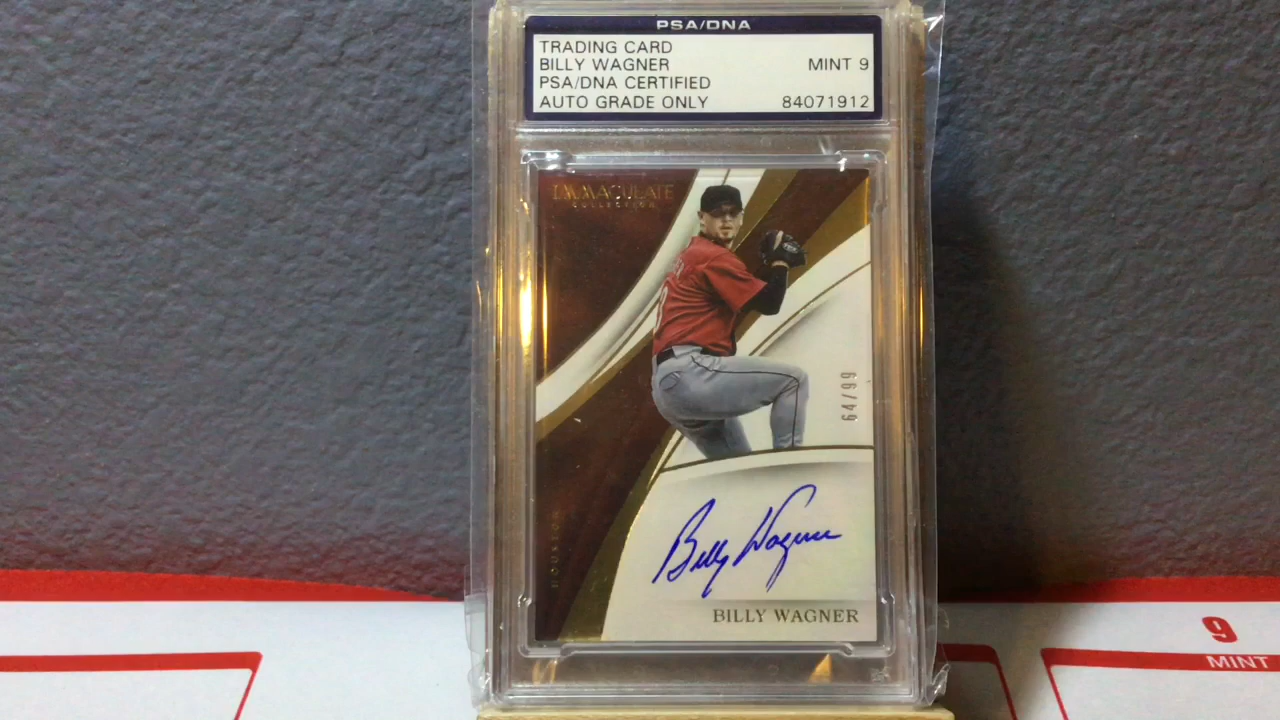 PSA/DNA
TRADING CARD
BILLY WAGNER MINT 9
PSA/DNA CERTIFIED
AUTO GRADE ONLY 84071912
IMMACULATE
COLLECTION
64/99
Billy Wagner
BILLY WAGNER
9
MINT